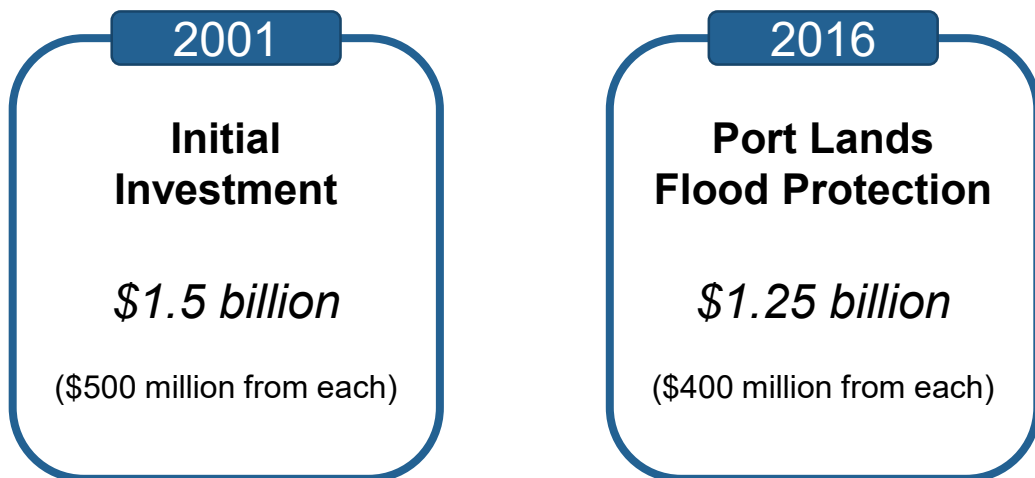 2001
Initial
Investment
$1.5 billion
($500 million from each)
2016
Port Lands
Flood Protection
$1.25 billion
($400 million from each)